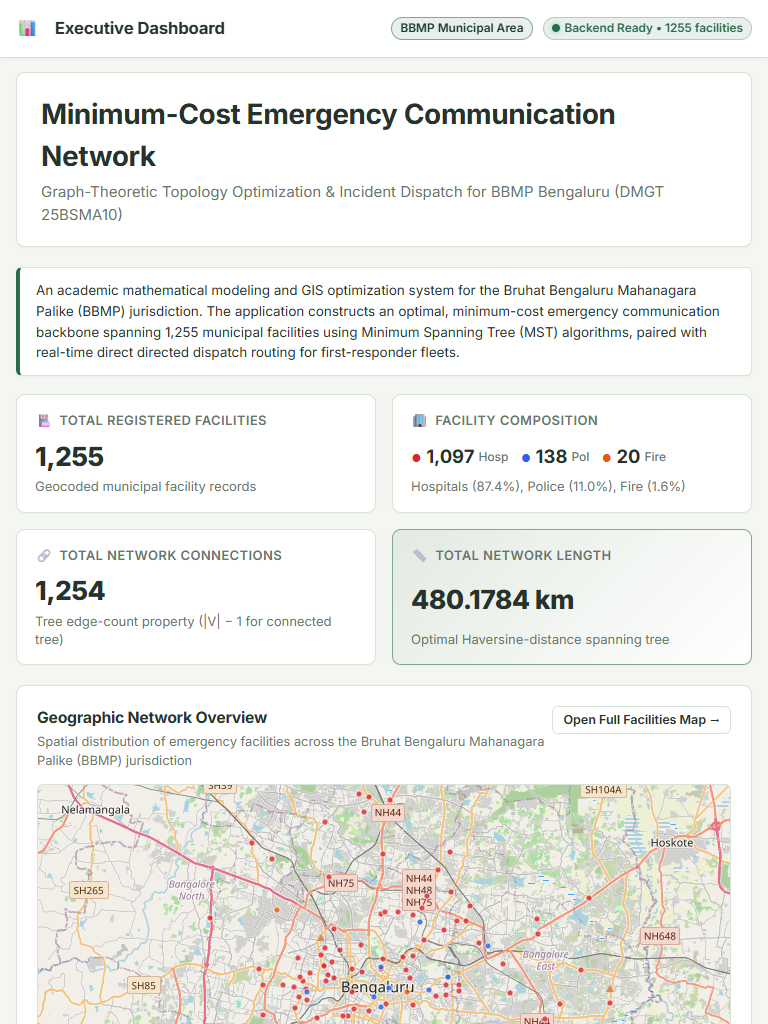 Executive Dashboard
BBMP Municipal Area
Backend Ready • 1255 facilities
Minimum-Cost Emergency Communication
Network
Graph-Theoretic Topology Optimization & Incident Dispatch for BBMP Bengaluru (DMGT
25BSMA10)
An academic mathematical modeling and GIS optimization system for the Bruhat Bengaluru Mahanagara
Palike (BBMP) jurisdiction. The application constructs an optimal, minimum-cost emergency communication
backbone spanning 1,255 municipal facilities using Minimum Spanning Tree (MST) algorithms, paired with
real-time direct directed dispatch routing for first-responder fleets.
TOTAL REGISTERED FACILITIES
1,255
Geocoded municipal facility records
FACILITY COMPOSITION
1,097 Hosp 138 Pol 20 Fire
Hospitals (87.4%), Police (11.0%), Fire (1.6%)
TOTAL NETWORK CONNECTIONS
1,254
Tree edge-count property (|V| − 1 for connected
tree)
TOTAL NETWORK LENGTH
480.1784 km
Optimal Haversine-distance spanning tree
Geographic Network Overview
Open Full Facilities Map →
Spatial distribution of emergency facilities across the Bruhat Bengaluru Mahanagara
Palike (BBMP) jurisdiction
SH39
SH104A
Nelamangala
NH44
Hoskote
NH75
NH44
NH48
NH75
SH265
Bangalore
North
NH648
Bangalore
East
SH85
Bengaluru
NH44